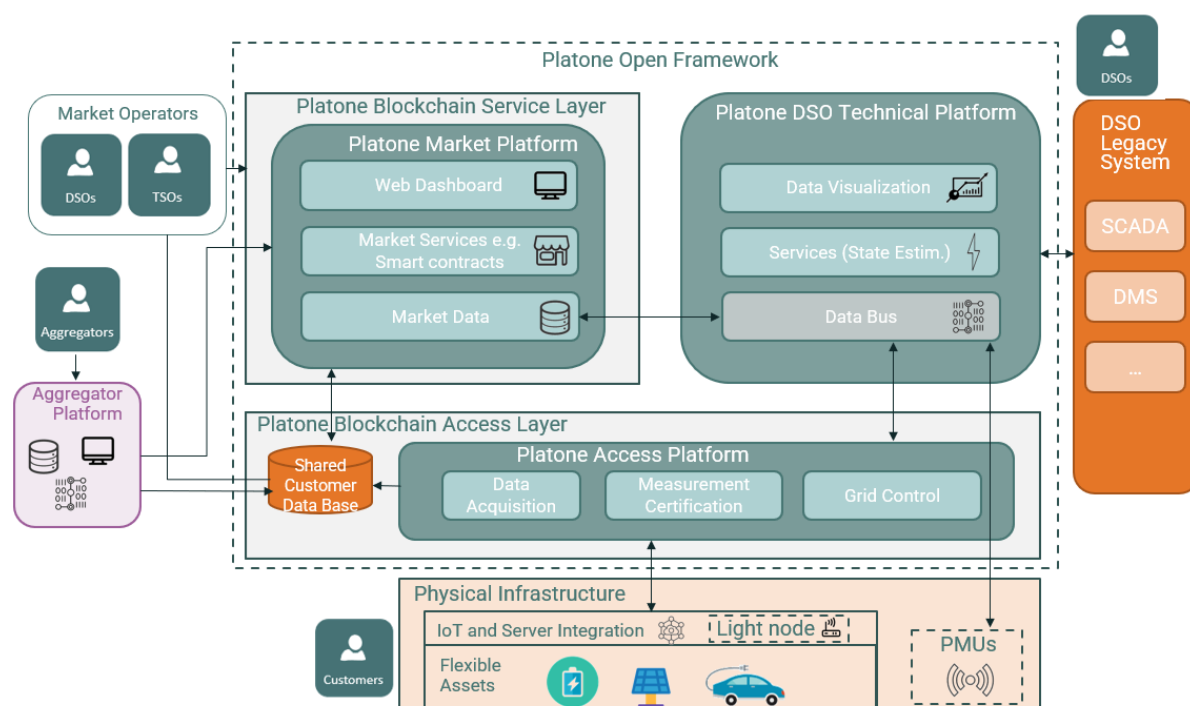 Platone Open Framework
DSOs
Market Operators
DSOs
TSOs
Platone Blockchain Service Layer
Platone Market Platform
Web Dashboard
Market Services e.g.
Smart contracts
Market Data
Platone DSO Technical Platform
Data Visualization
Services (State Estim.)
Data Bus
DSO
Legacy
System
SCADA
DMS
...
Aggregators
Aggregator
Platform
Platone Blockchain Access Layer
Shared
Customer
Data Base
Platone Access Platform
Data
Acquisition
Measurement
Certification
Grid Control
Physical Infrastructure
IoT and Server Integration
Light node
Flexible
Assets
PMUs
Customers